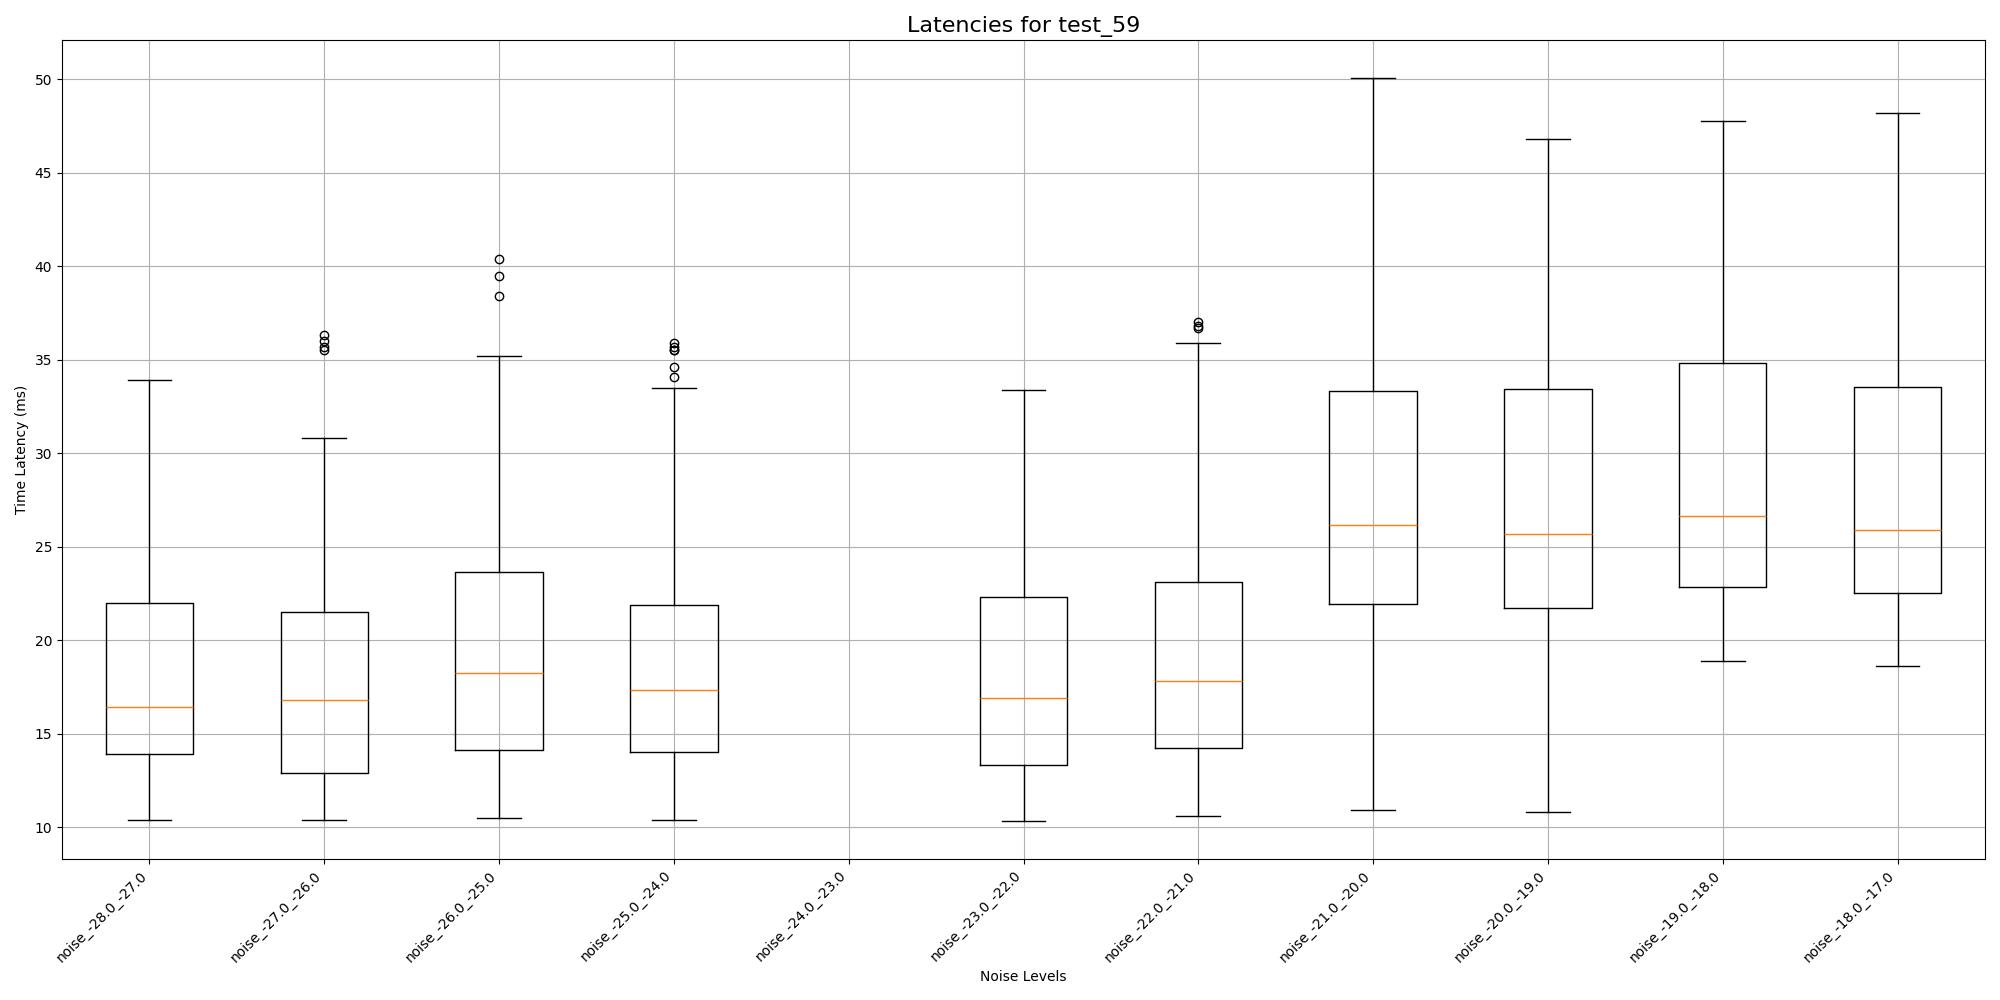 Latencies for test_59
Time Latency (ms)
50
45
40
35
30
25
20
15
10
noise_-28.0_-27.0
noise_-27.0_-26.0
noise_-26.0_-25.0
noise_-25.0_-24.0
noise_-24.0_-23.0
noise_-23.0_-22.0
noise_-22.0_-21.0
noise_-21.0_-20.0
noise_-20.0_-19.0
noise_-19.0_-18.0
noise_-18.0_-17.0
Noise Levels